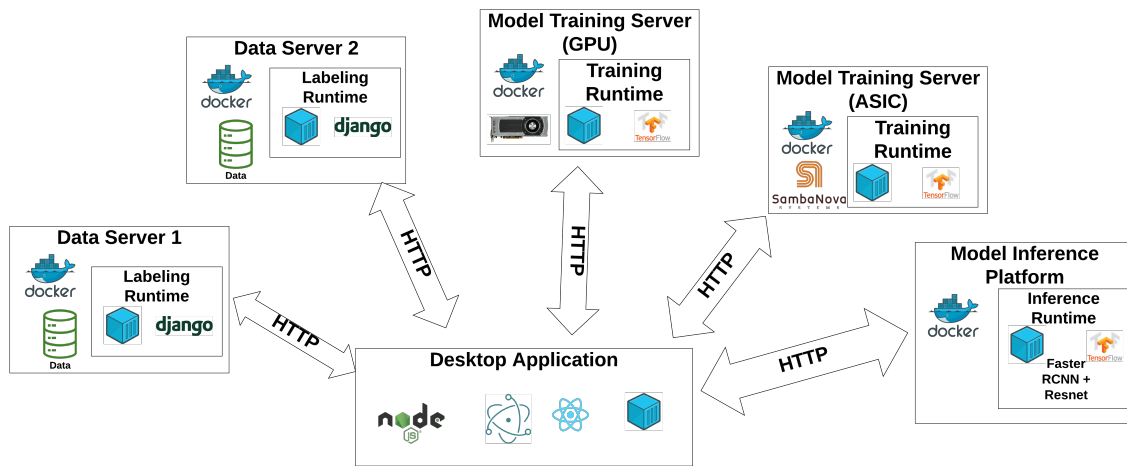 Data Server 1
docker
Data
Labeling
Runtime
django
HTTP
Data Server 2
docker
Data
Labeling
Runtime
django
HTTP
Model Training Server
(GPU)
docker
Training
Runtime
TensorFlow
HTTP
Model Training Server
(ASIC)
docker
SambaNova
SYSTEMS
Training
Runtime
TensorFlow
HTTP
Model Inference
Platform
docker
Inference
Runtime
TensorFlow
Faster
RCNN +
Resnet
HTTP
Desktop Application
node
JS